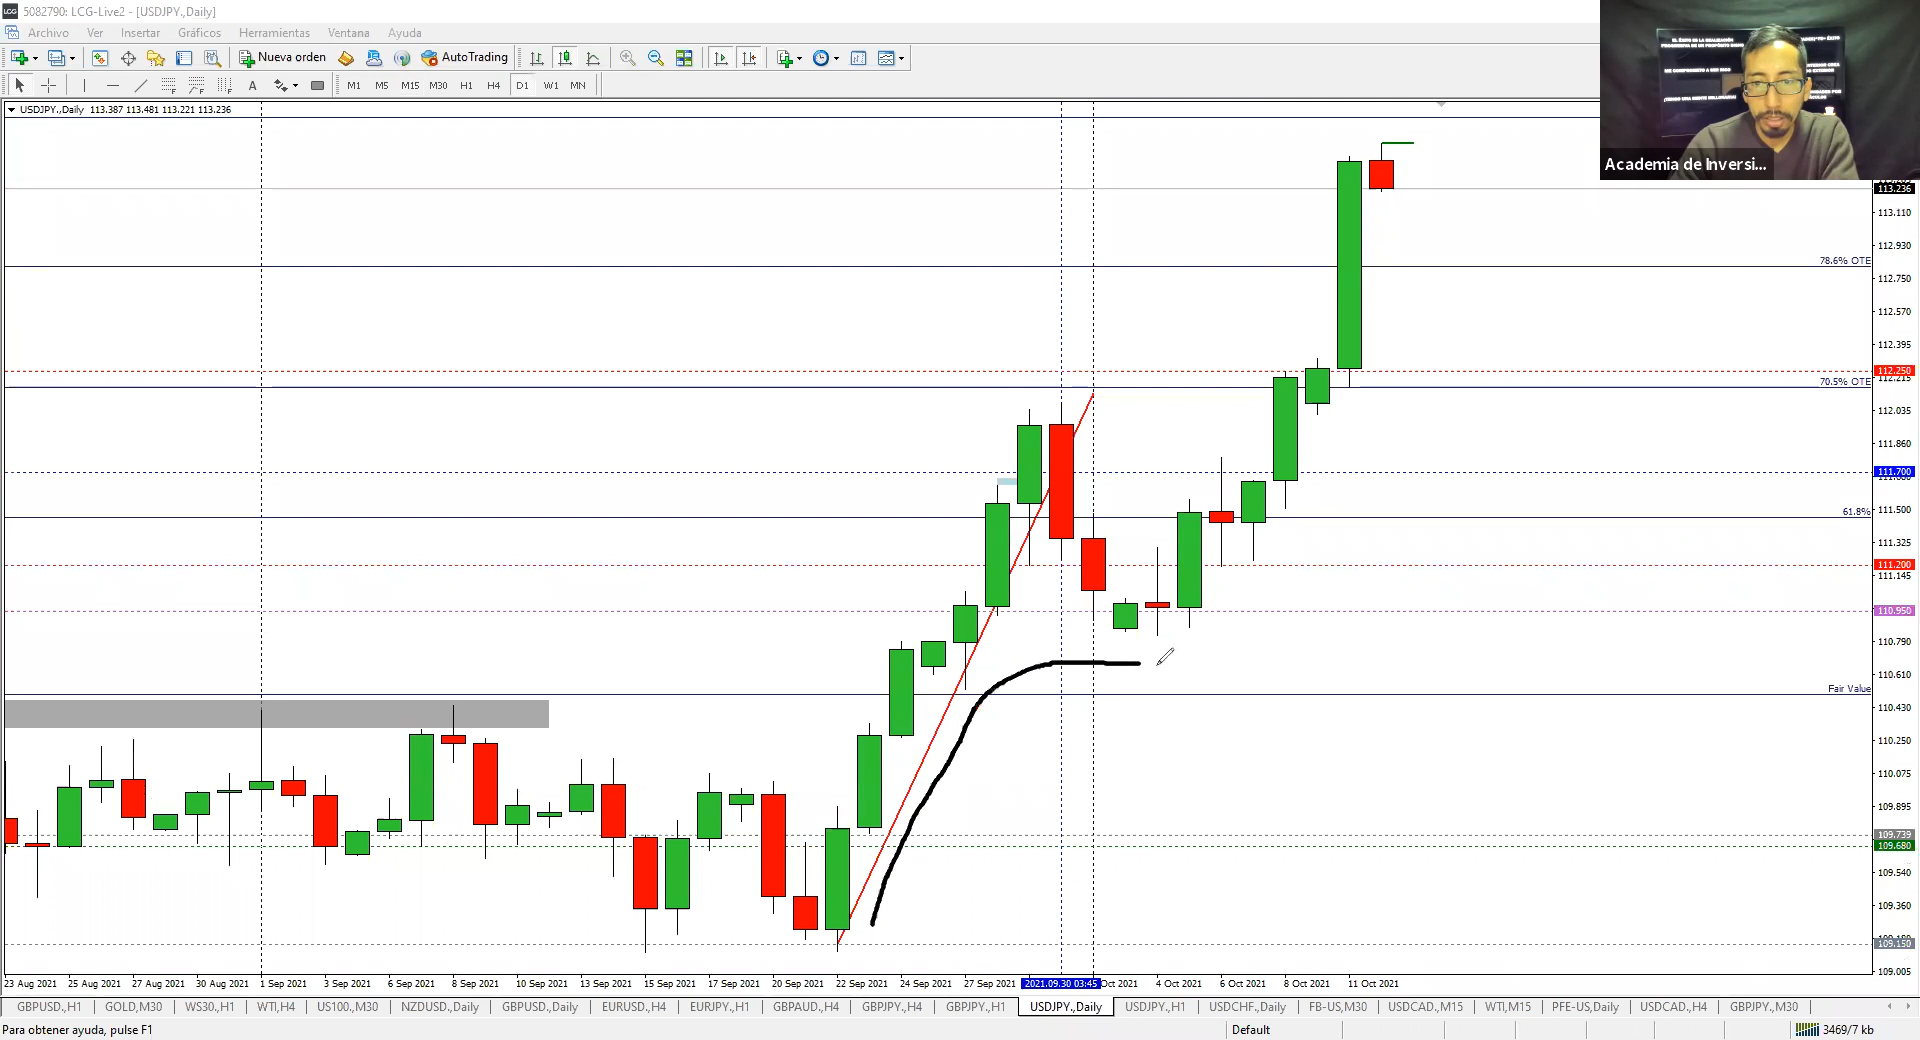 5082790: LCG-Live2 - [USDJPY.,Daily]
Archivo Ver Insertar Gráficos Herramientas Ventana Ayuda
Nueva orden AutoTrading
A M1 M5 M15 M30 H1 H4 D1 W1 MN
USDJPY.,Daily 113.387 113.481 113.221 113.236
Academia de Inversi...
113.236
113.110
112.930
78.6% OTE
112.750
112.570
112.395
112.250
112.215
70.5% OTE
112.035
111.860
111.700
111.500
61.8%
111.325
111.200
111.145
110.950
110.790
110.610
Fair Value
110.430
110.250
110.075
109.895
109.739
109.680
109.540
109.360
109.150
109.005
23 Aug 2021 25 Aug 2021 27 Aug 2021 30 Aug 2021 1 Sep 2021 3 Sep 2021 6 Sep 2021 8 Sep 2021 10 Sep 2021 13 Sep 2021 15 Sep 2021 17 Sep 2021 20 Sep 2021 22 Sep 2021 24 Sep 2021 27 Sep 2021 2021.09.30 03:45 Oct 2021 4 Oct 2021 6 Oct 2021 8 Oct 2021 11 Oct 2021
GBPUSD.,H1 GOLD,M30 WS30.,H1 WTI,H4 US100.,M30 NZDUSD.,Daily GBPUSD.,Daily EURUSD.,H4 EURJPY.,H1 GBPAUD.,H4 GBPJPY.,H4 GBPJPY.,H1 USDJPY.,Daily USDJPY.,H1 USDCHF.,Daily FB-US,M30 USDCAD.,M15 WTI,M15 PFE-US,Daily USDCAD.,H4 GBPJPY.,M30
Para obtener ayuda, pulse F1 Default 3469/7 kb